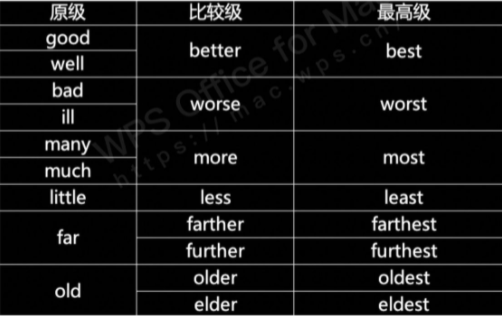 原级 比较级 最高级
good
well
better best
bad
ill
worse worst
many
much
more most
little less least
far
farther farthest
further furthest
old
older oldest
elder eldest
WPS Office for Mac
https://mac.wps.cn